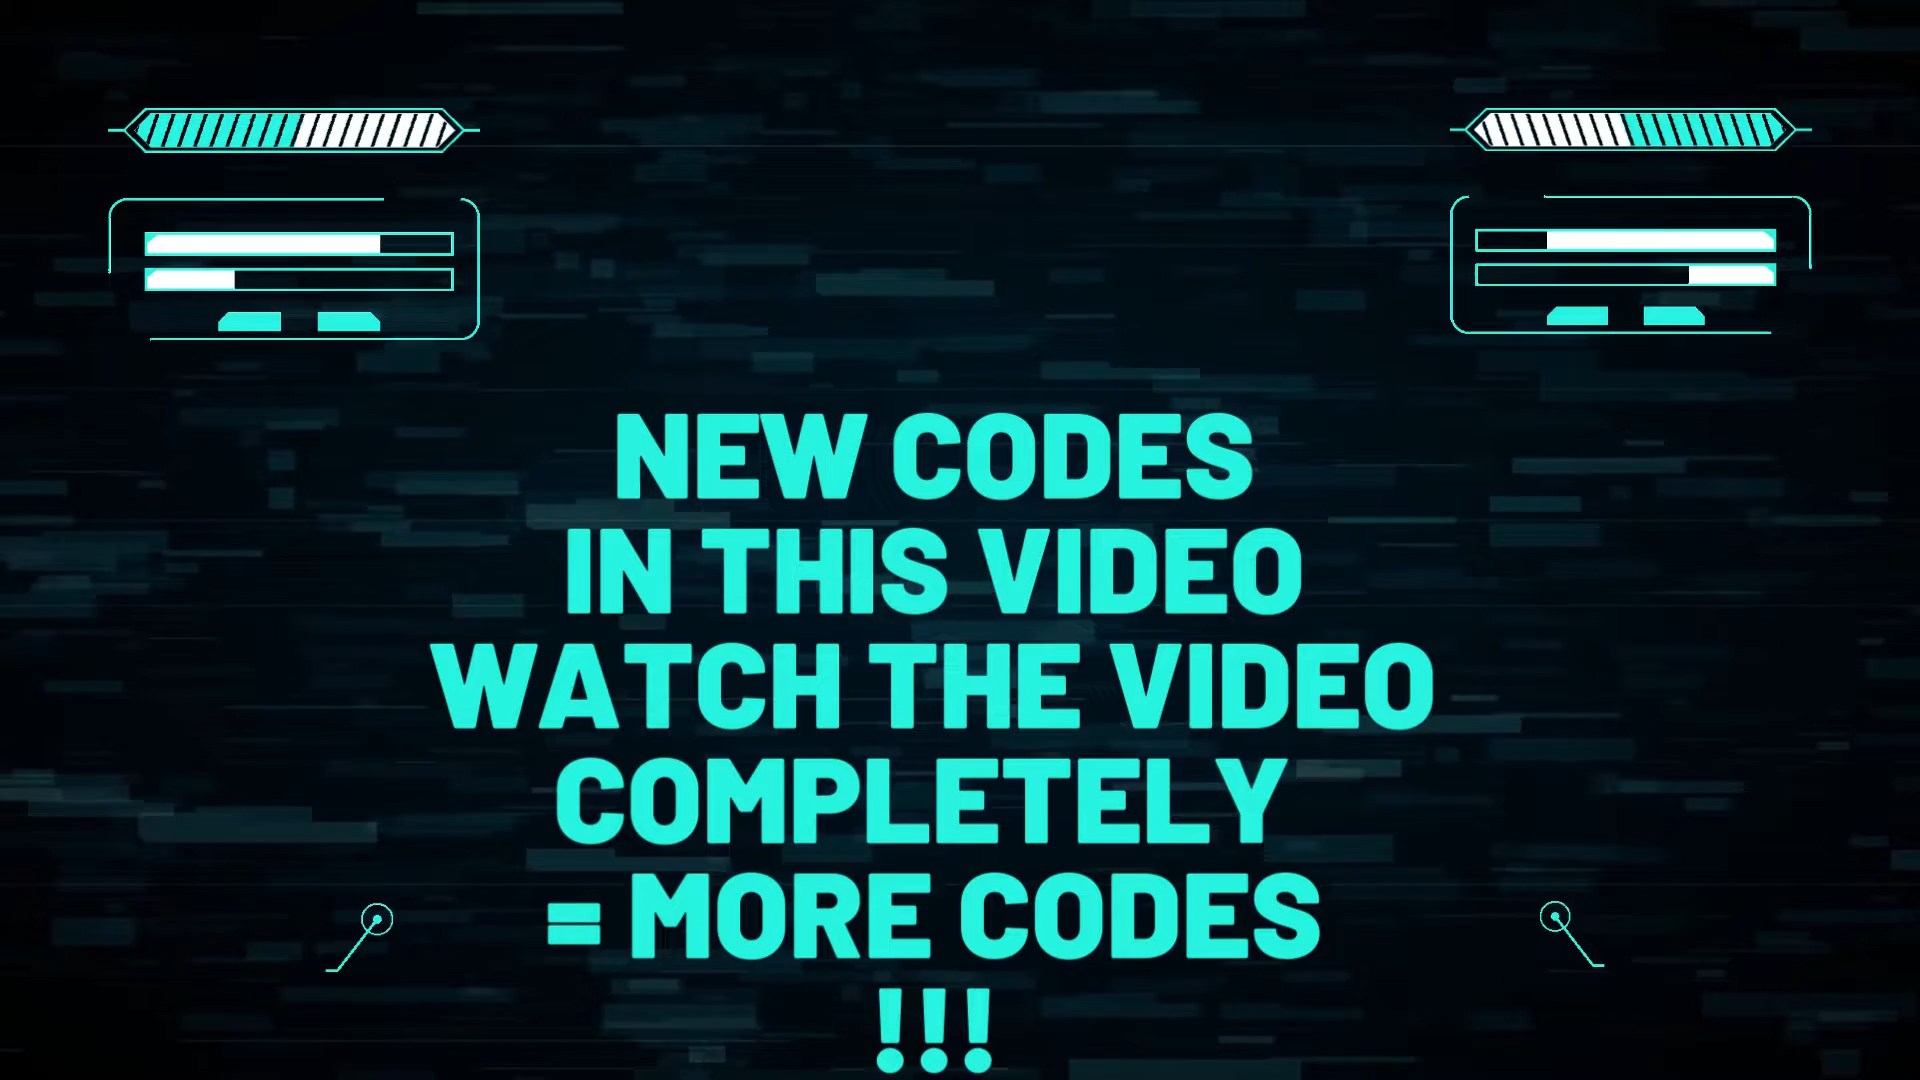 NEW CODES
IN THIS VIDEO
WATCH THE VIDEO
COMPLETELY
= MORE CODES
!!!